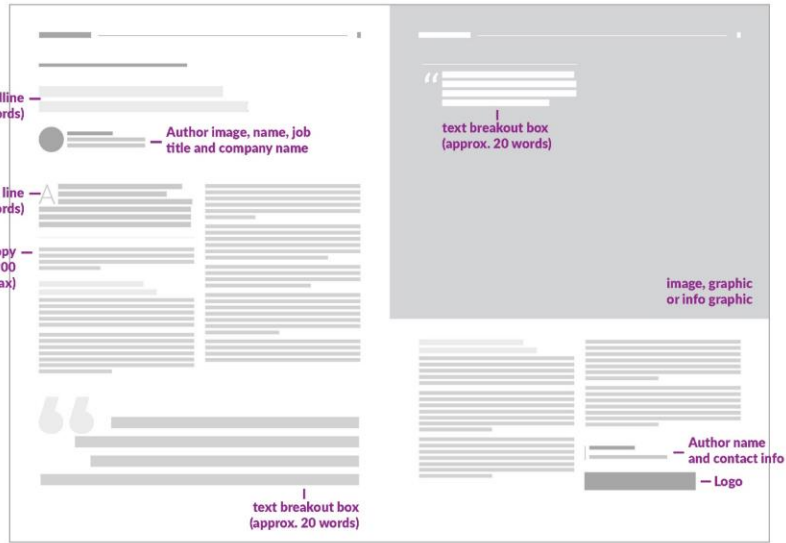 “
text breakout box
(approx. 20 words)
ords)
Author image, name, job
title and company name
line
ords)
A
opy
00
ax)
image, graphic
or info graphic
“
text breakout box
(approx. 20 words)
Author name
and contact info
Logo